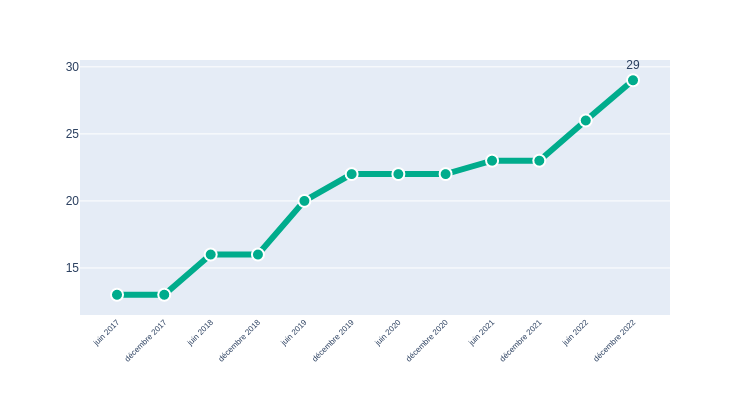 30
25
20
15
29
juin 2017
décembre 2017
juin 2018
décembre 2018
juin 2019
décembre 2019
juin 2020
décembre 2020
juin 2021
décembre 2021
juin 2022
décembre 2022